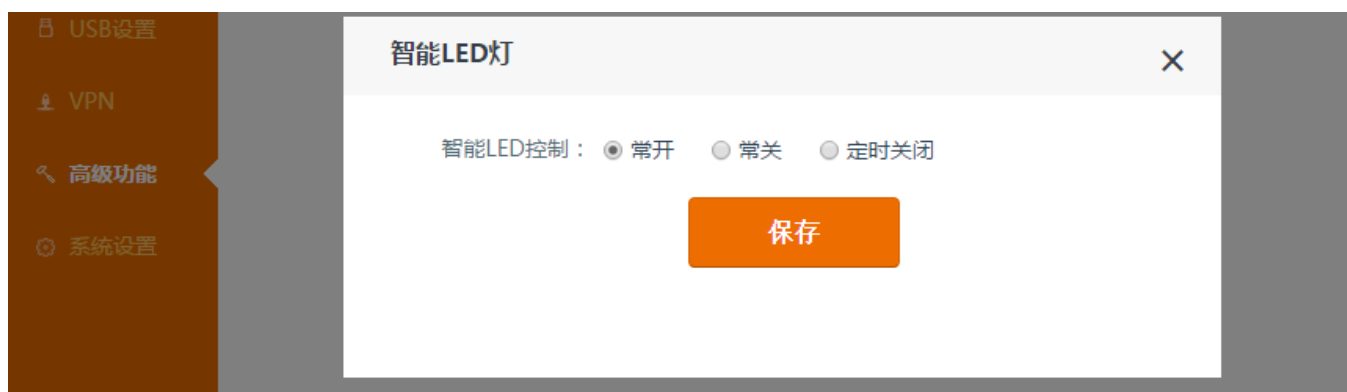 USB设置
VPN
高级功能
系统设置
智能LED灯
智能LED控制： 常开 常关 定时关闭
保存